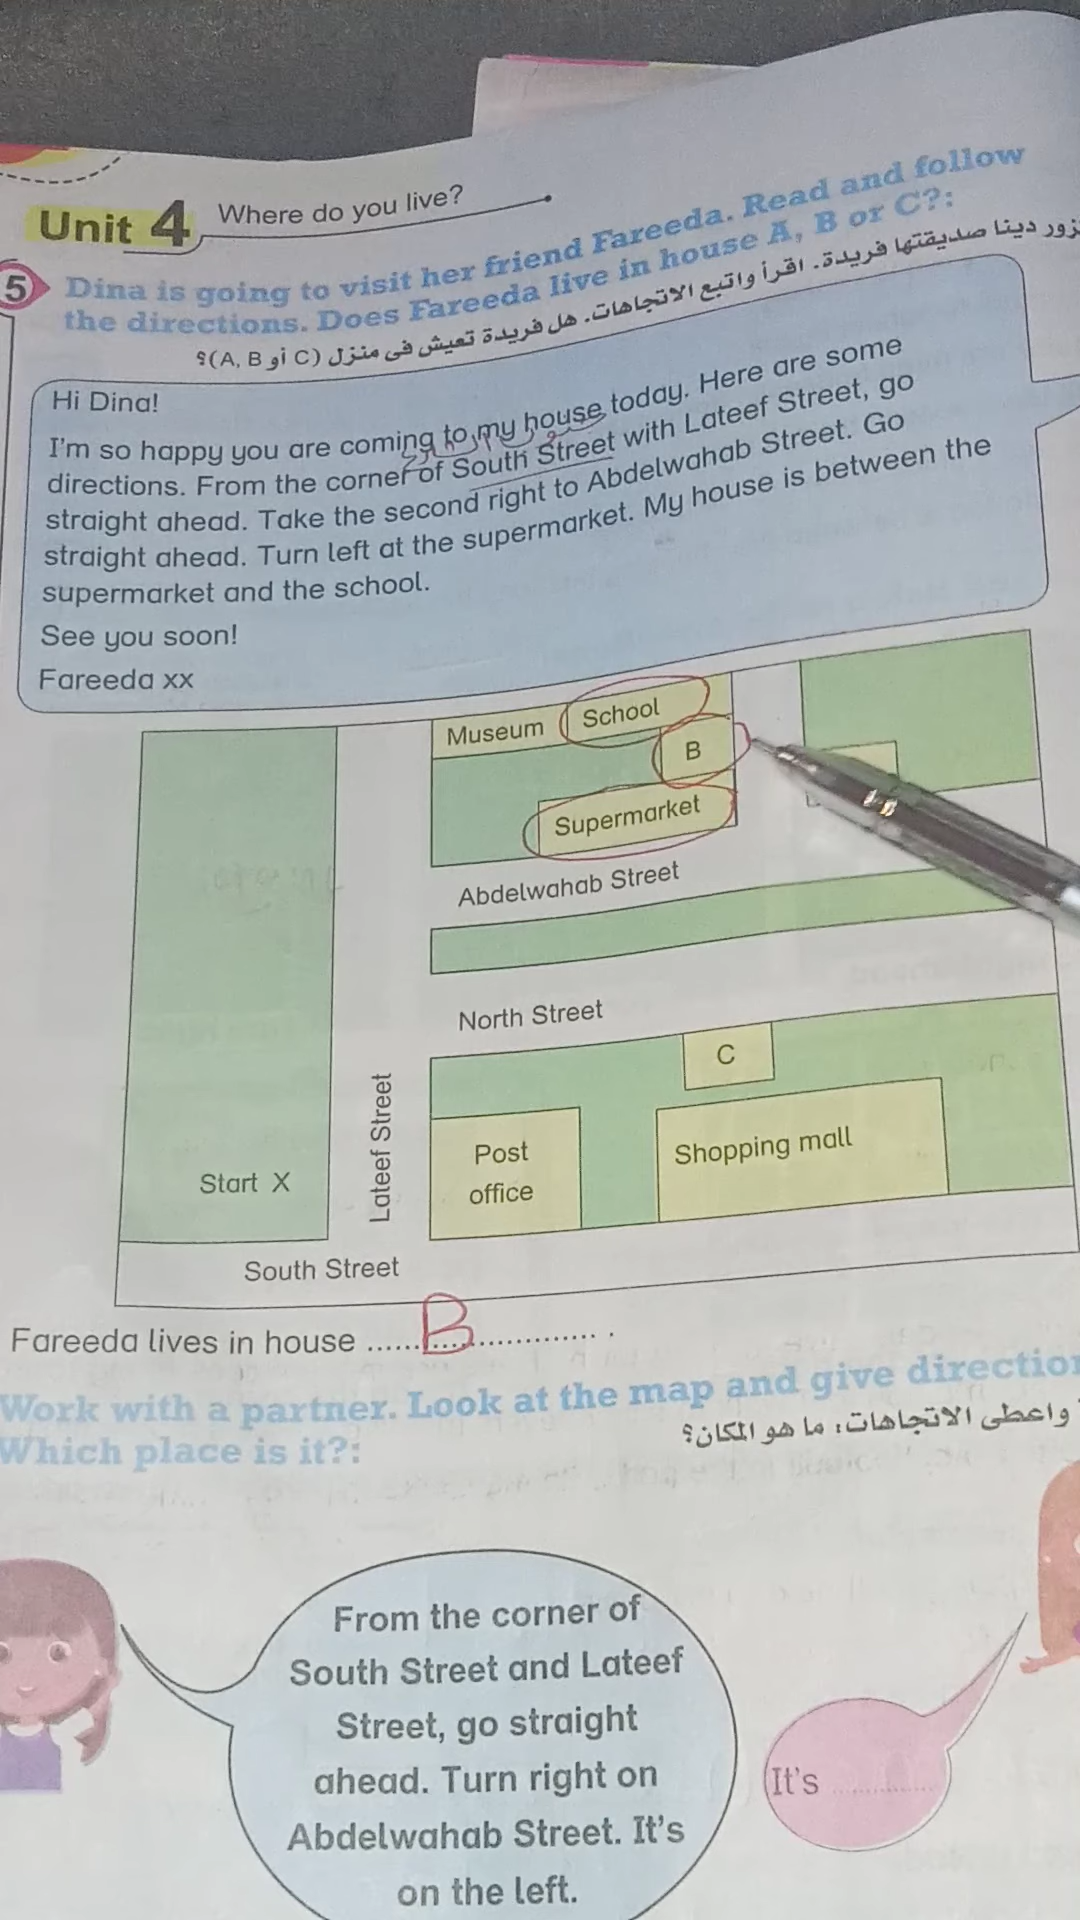 Unit 4 Where do you live?
5 Dina is going to visit her friend Fareeda. Read and follow
the directions. Does Fareeda live in house A, B or C?:
تزور دينا صديقتها فريدة. اقرأ واتبع الاتجاهات. هل فريدة تعيش فى منزل (A, B أو C)؟
Hi Dina!
I'm so happy you are coming to my house today. Here are some
directions. From the corner of South Street with Lateef Street, go
straight ahead. Take the second right to Abdelwahab Street. Go
straight ahead. Turn left at the supermarket. My house is between the
supermarket and the school.
See you soon!
Fareeda xx
Museum
School
B
Supermarket
Abdelwahab Street
North Street
C
Lateef Street
Post
office
Shopping mall
Start X
South Street
Fareeda lives in house ......B.............. .
Work with a partner. Look at the map and give
Which place is it?:
واعطى الاتجاهات، ما هو المكان؟
From the corner of
South Street and Lateef
Street, go straight
ahead. Turn right on
Abdelwahab Street. It's
on the left.
It's ............